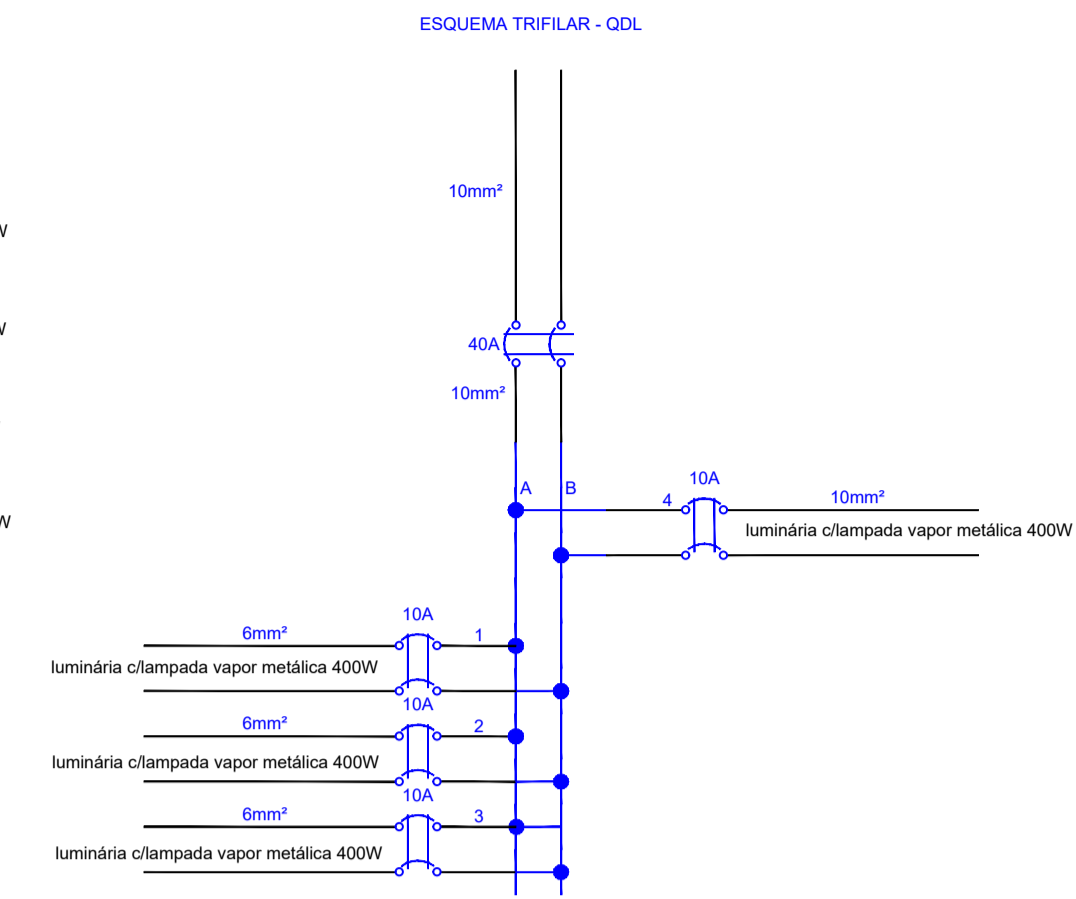 ESQUEMA TRIFILAR - QDL
10mm²
W
W
40A
10mm²
10A
A
B
4
10mm²
W
luminária c/lampada vapor metálica 400W
10A
6mm²
1
luminária c/lampada vapor metálica 400W
10A
6mm²
2
luminária c/lampada vapor metálica 400W
10A
6mm²
3
luminária c/lampada vapor metálica 400W